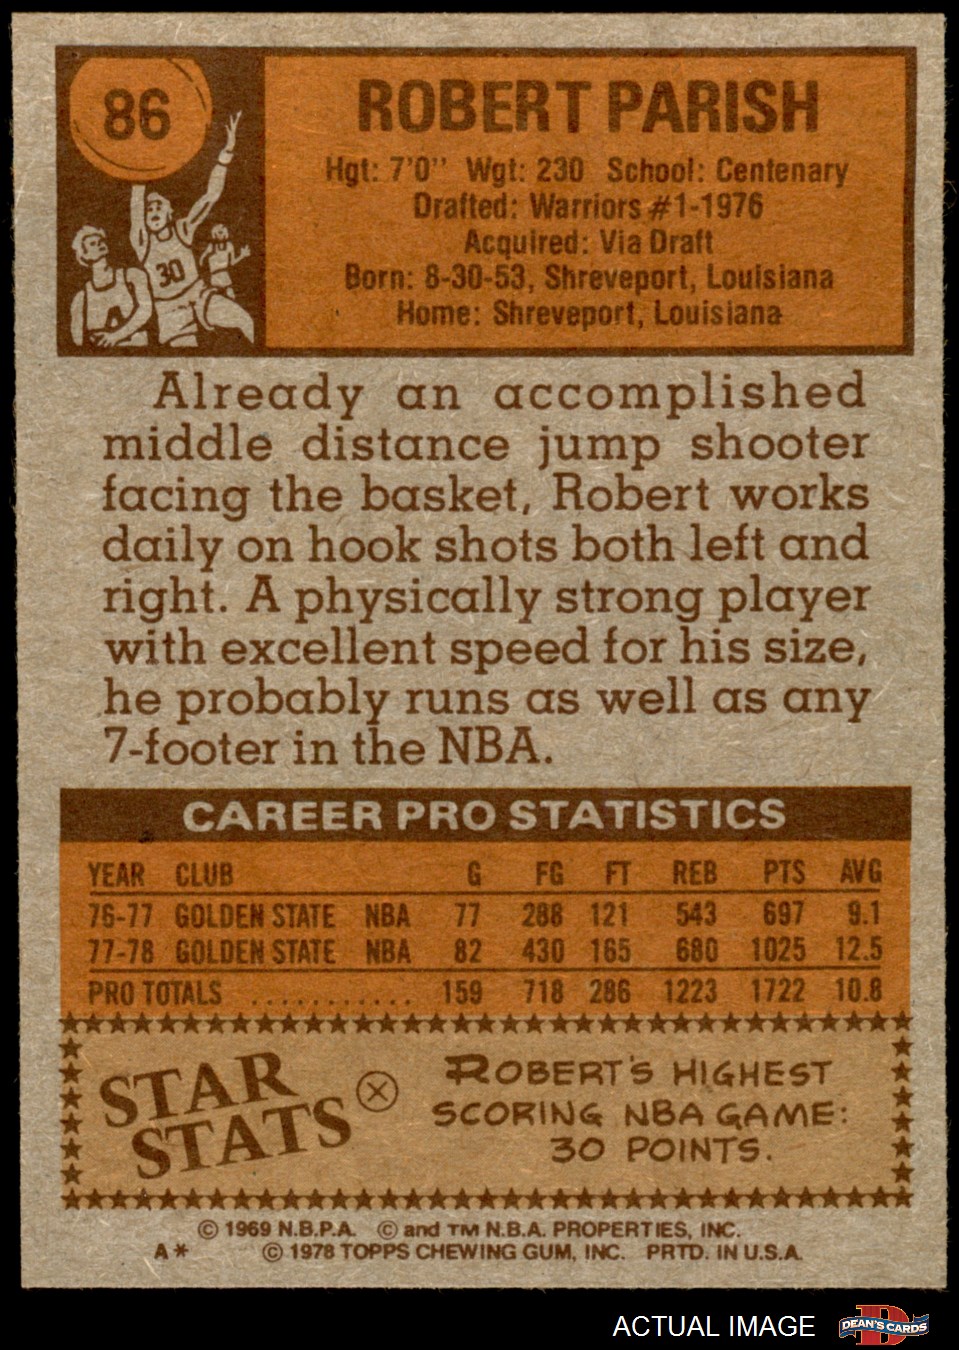 86
ROBERT PARISH
Hgt: 7'0" Wgt: 230 School: Centenary
Drafted: Warriors #1-1976
Acquired: Via Draft
Born: 8-30-53, Shreveport, Louisiana
Home: Shreveport, Louisiana
30
A
Already an accomplished
middle distance jump shooter
facing the basket, Robert works
daily on hook shots both left and
right. A physically strong player
with excellent speed for his size,
he probably runs as well as any
7-footer in the NBA.
CAREER PRO STATISTICS
YEAR CLUB G FG FT REB PTS AVG
76-77 GOLDEN STATE NBA 77 288 121 543 697 9.1
77-78 GOLDEN STATE NBA 82 430 165 680 1025 12.5
PRO TOTALS ........... 159 718 286 1223 1722 10.8
STAR
STATS
ROBERT'S HIGHEST
SCORING NBA GAME:
30 POINTS.
© 1969 N.B.P.A. © and TM N.B.A. PROPERTIES, INC.
A* © 1978 TOPPS CHEWING GUM, INC. PRTD. IN U.S.A.
ACTUAL IMAGE
D
DEAN'S CARDS